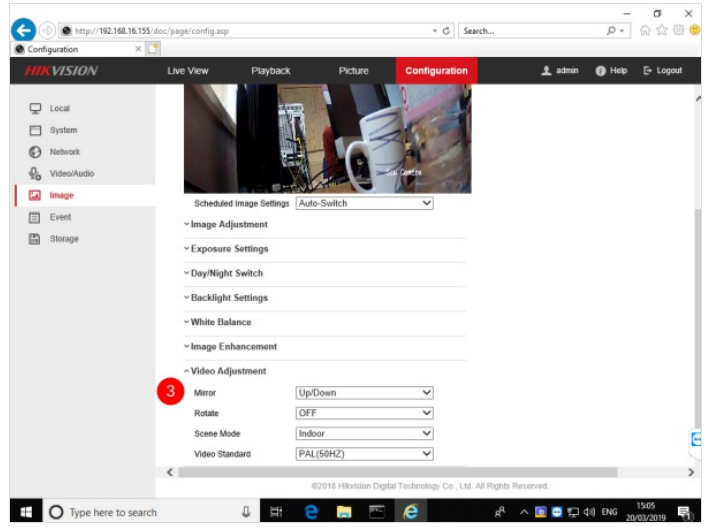 http://192.168.16.155/doc/page/config.asp
Search...
Configuration
HIKVISION Live View Playback Picture Configuration admin Help Logout
Local
System
Network
Video/Audio
Image
Event
Storage
Scheduled Image Settings Auto-Switch
Image Adjustment
Exposure Settings
Day/Night Switch
Backlight Settings
White Balance
Image Enhancement
Video Adjustment
3 Mirror Up/Down
Rotate OFF
Scene Mode Indoor
Video Standard PAL(50HZ)
©2018 Hikvision Digital Technology Co., Ltd. All Rights Reserved.
Type here to search
ENG
15:05
20/03/2019